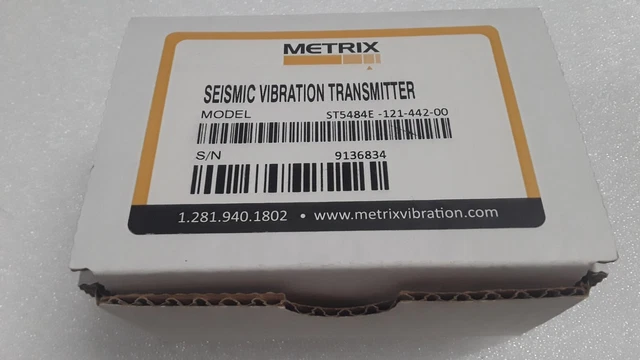 METRIX
SEISMIC VIBRATION TRANSMITTER
MODEL ST5484E -121-442-00
S/N 9136834
1.281.940.1802 • www.metrixvibration.com